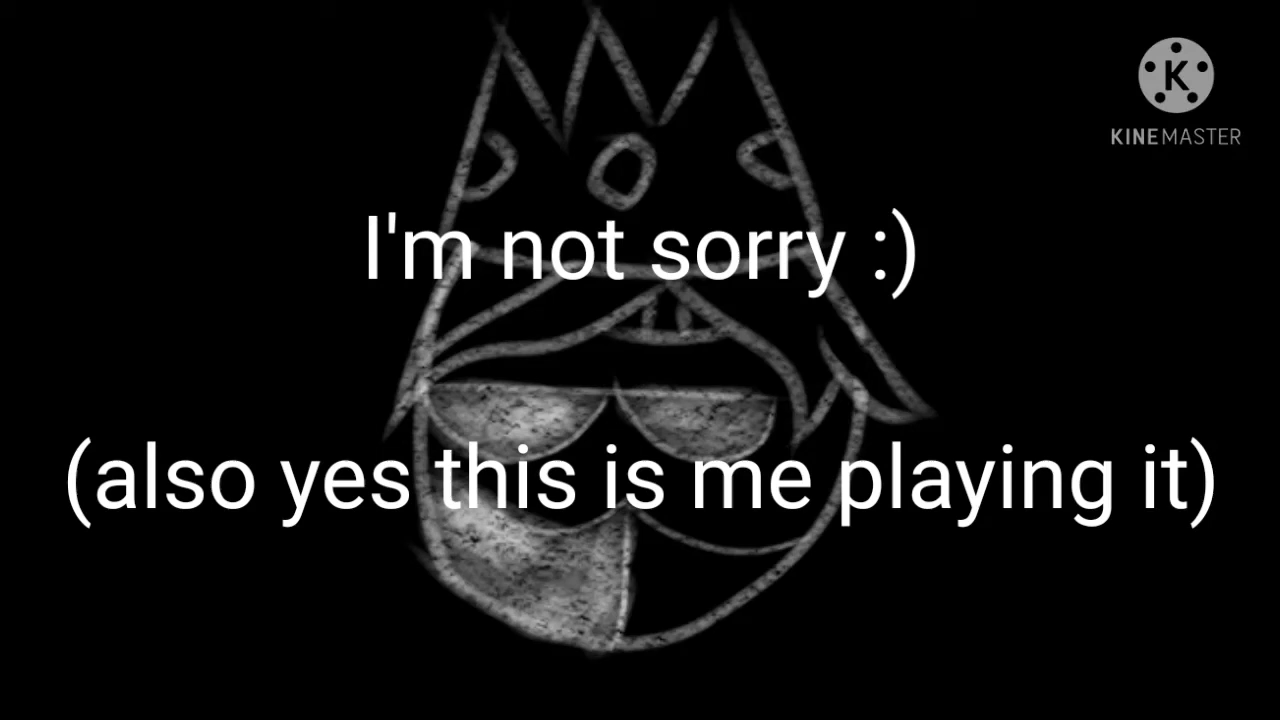 K
KINEMASTER
I'm not sorry :)
(also yes this is me playing it)